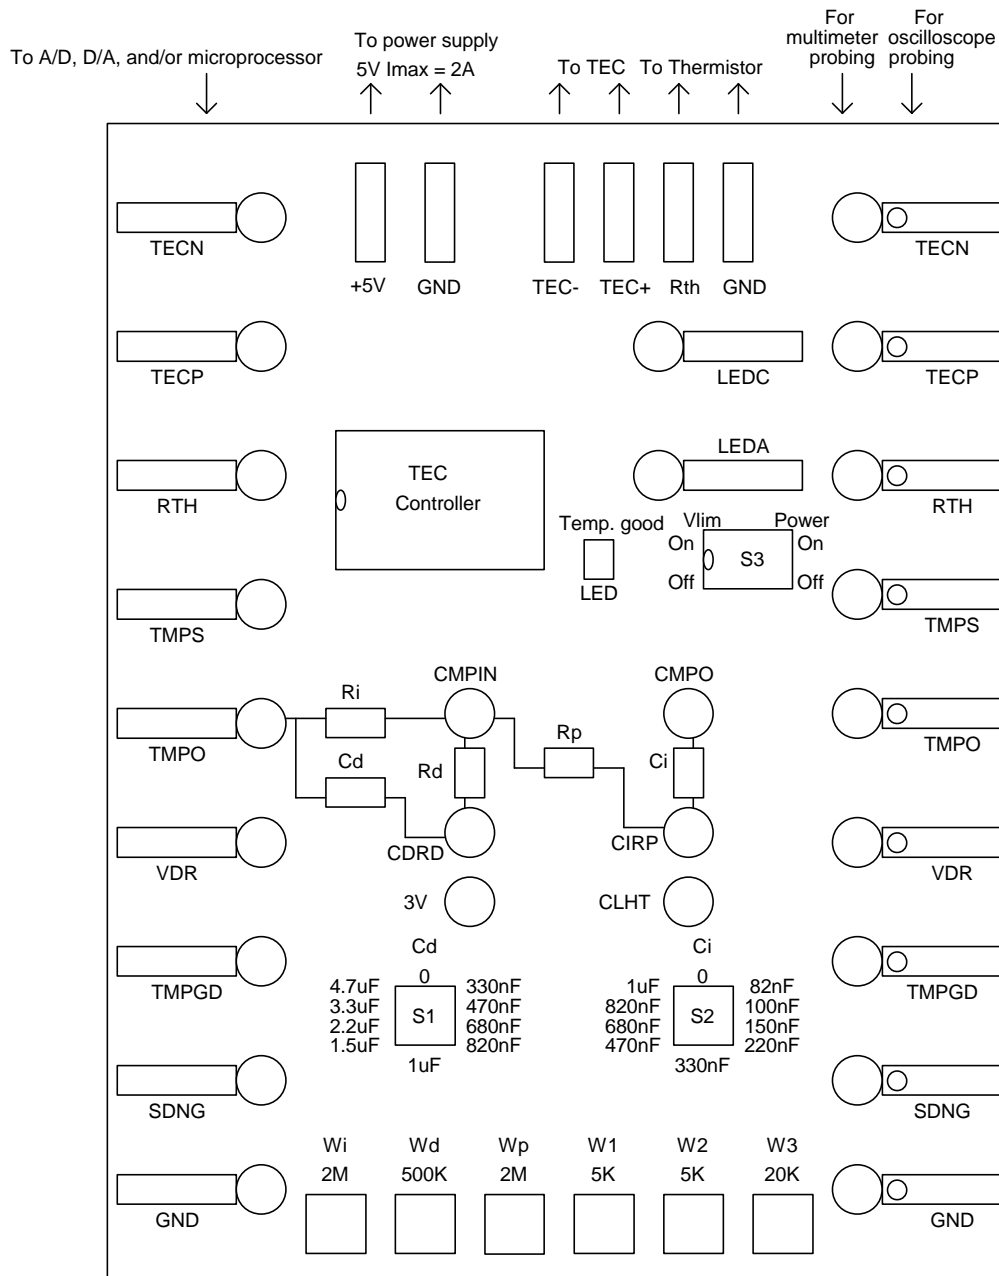 For
For
To power supply
multimeter
oscilloscope
To A/D, D/A, and/or microprocessor
5V Imax = 2A
To TEC
To Thermistor
probing
probing
TECN
+5V
GND
TEC-
TEC+
Rth
GND
TECN
TECP
LEDC
TECP
TEC
Controller
LEDA
RTH
RTH
Temp. good
Vlim
Power
On
S3
On
Off
Off
LED
TMPS
TMPS
Ri
CMPIN
CMPO
TMPO
Cd
Rd
Rp
Ci
TMPO
CDRD
CIRP
VDR
VDR
3V
CLHT
Cd
Ci
0
0
4.7uF
330nF
1uF
82nF
3.3uF
470nF
820nF
100nF
S1
S2
2.2uF
680nF
680nF
150nF
1.5uF
820nF
470nF
220nF
1uF
330nF
TMPGD
TMPGD
SDNG
SDNG
Wi
Wd
Wp
W1
W2
W3
2M
500K
2M
5K
5K
20K
GND
GND